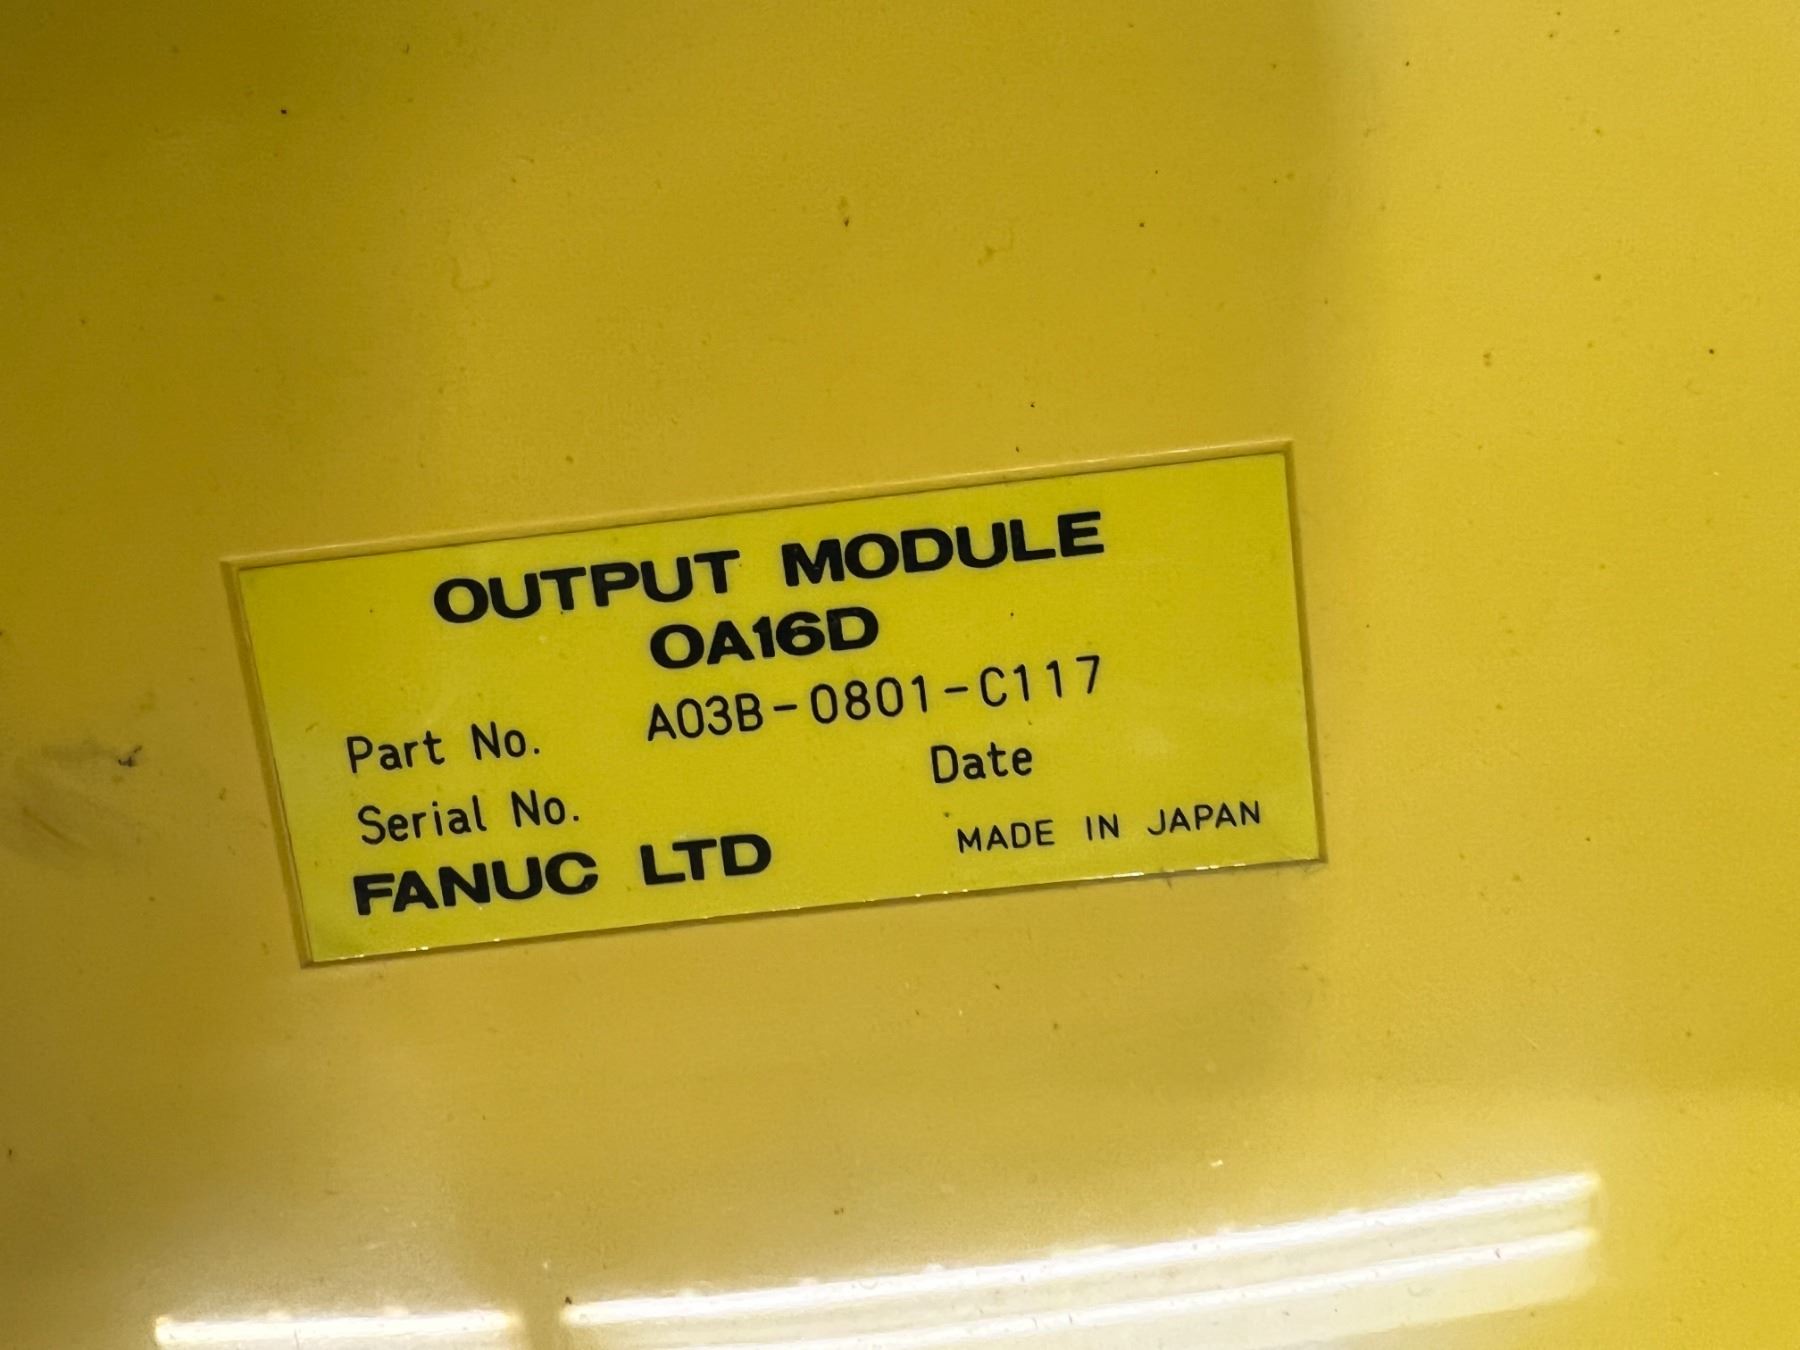 OUTPUT MODULE
OA16D
Part No. A03B-0801-C117
Serial No. Date
FANUC LTD MADE IN JAPAN